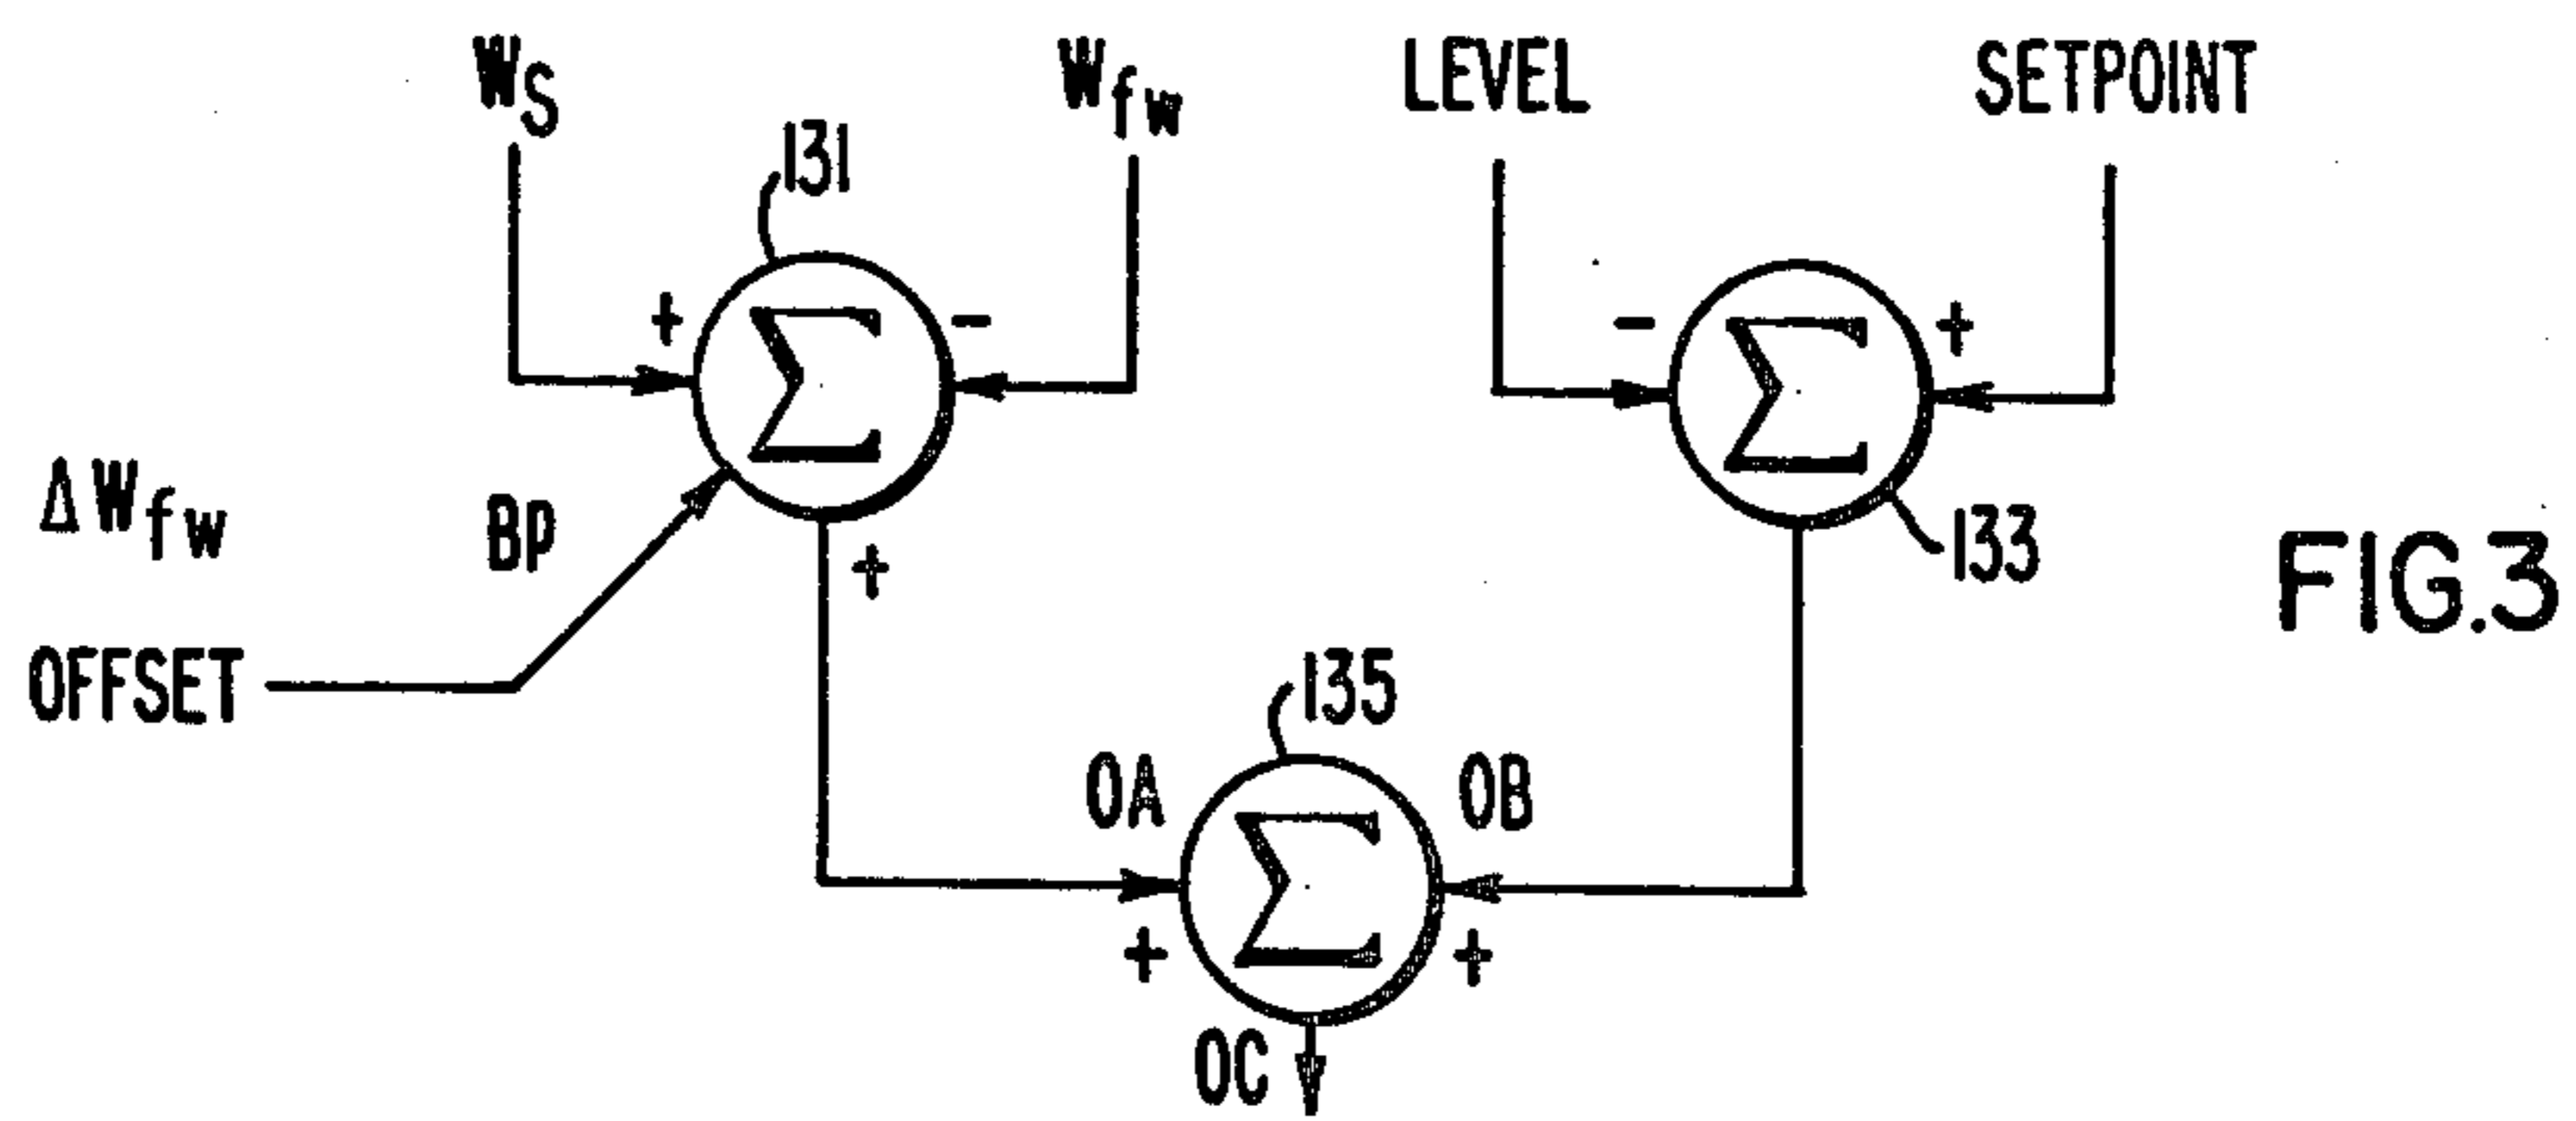 WS
Wfw
LEVEL
SETPOINT
131
+
-
-
+
Σ
Σ
ΔWfw
BP
OFFSET
+
133
FIG.3
135
OA
OB
Σ
+
+
OC